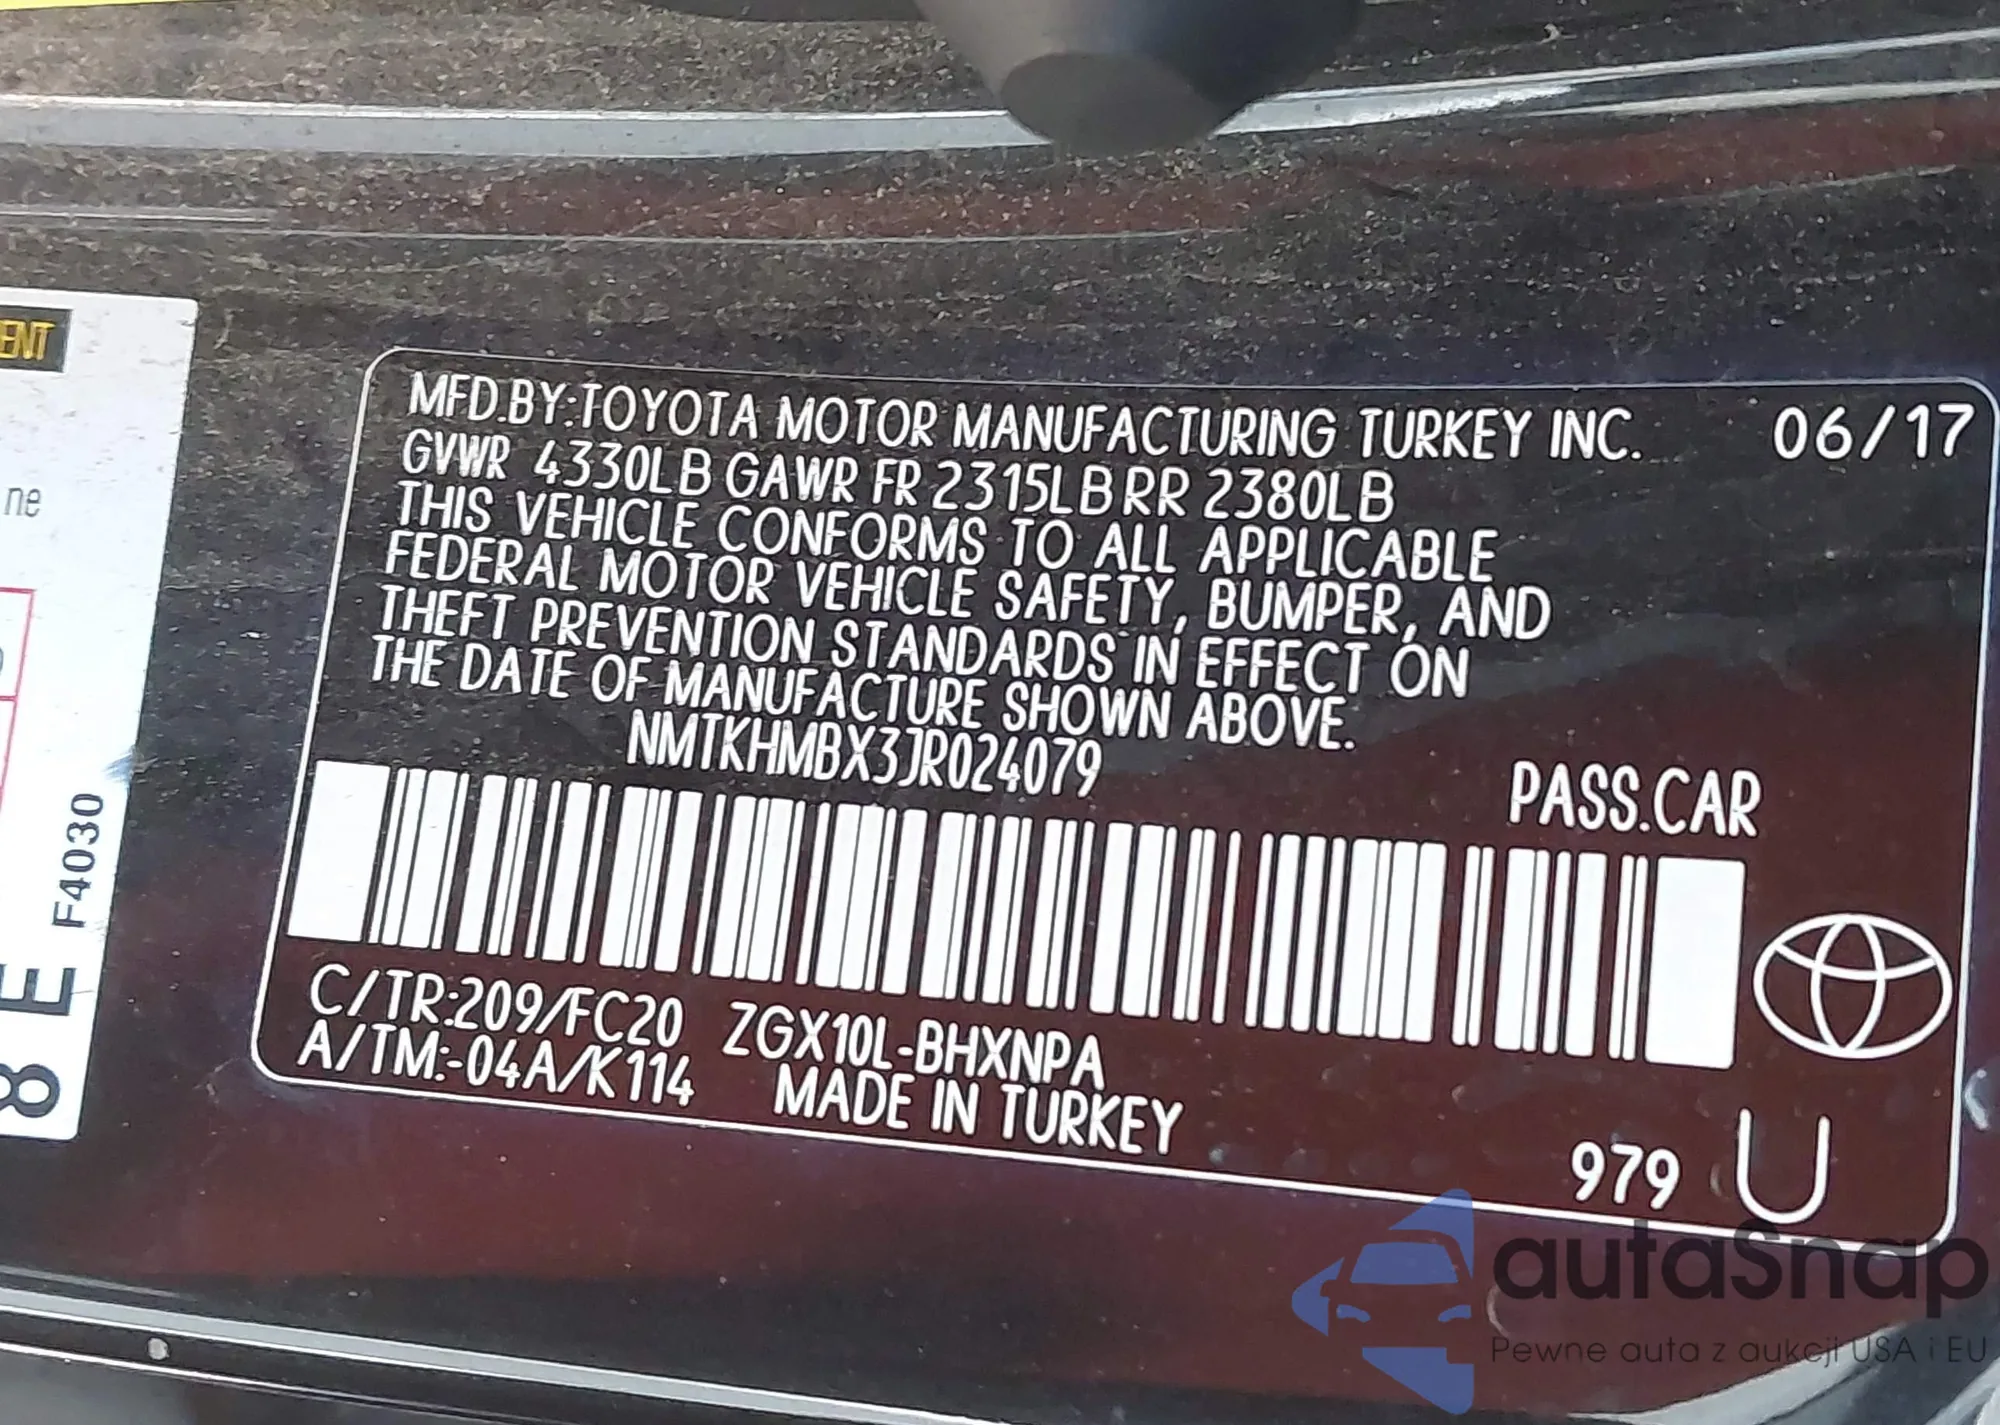 ENT
ne
F4030
8 E
MFD.BY:TOYOTA MOTOR MANUFACTURING TURKEY INC. 06/17
GVWR 4330LB GAWR FR 2315LB RR 2380LB
THIS VEHICLE CONFORMS TO ALL APPLICABLE
FEDERAL MOTOR VEHICLE SAFETY, BUMPER, AND
THEFT PREVENTION STANDARDS IN EFFECT ON
THE DATE OF MANUFACTURE SHOWN ABOVE.
NMTKHMBX3JR024079
PASS.CAR
C/TR:209/FC20 ZGX10L-BHXNPA
A/TM:-04A/K114 MADE IN TURKEY
979 U
autaSnap
Pewne auta z aukcji USA i EU